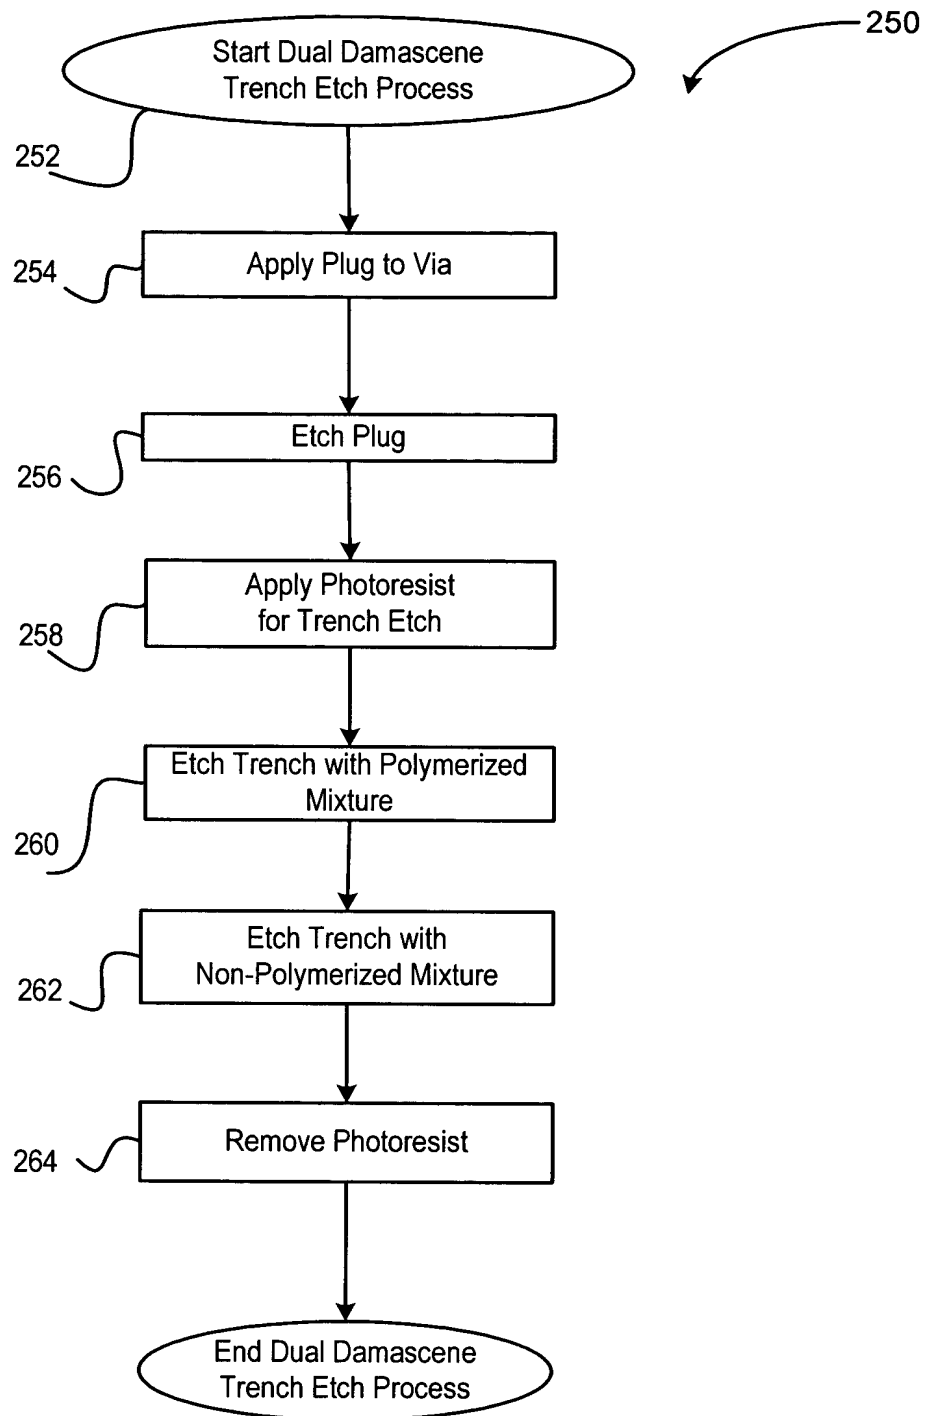 250
Start Dual Damascene
Trench Etch Process
252
Apply Plug to Via
254
Etch Plug
256
Apply Photoresist
for Trench Etch
258
Etch Trench with Polymerized
Mixture
260
Etch Trench with
Non-Polymerized Mixture
262
Remove Photoresist
264
End Dual Damascene
Trench Etch Process